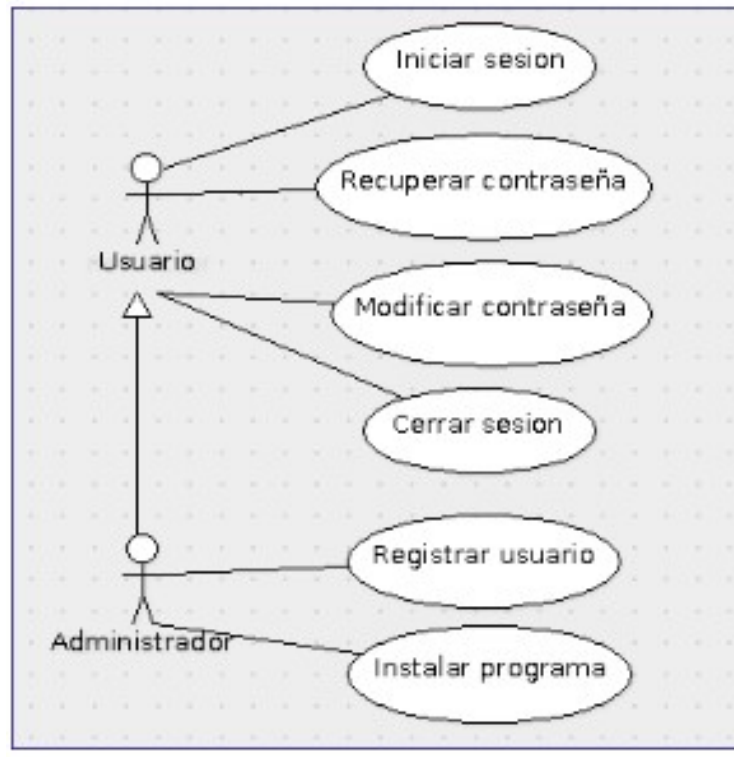 Iniciar sesion
Recuperar contraseña
Usuario
Modificar contraseña
Cerrar sesion
Registrar usuario
Administrador
Instalar programa